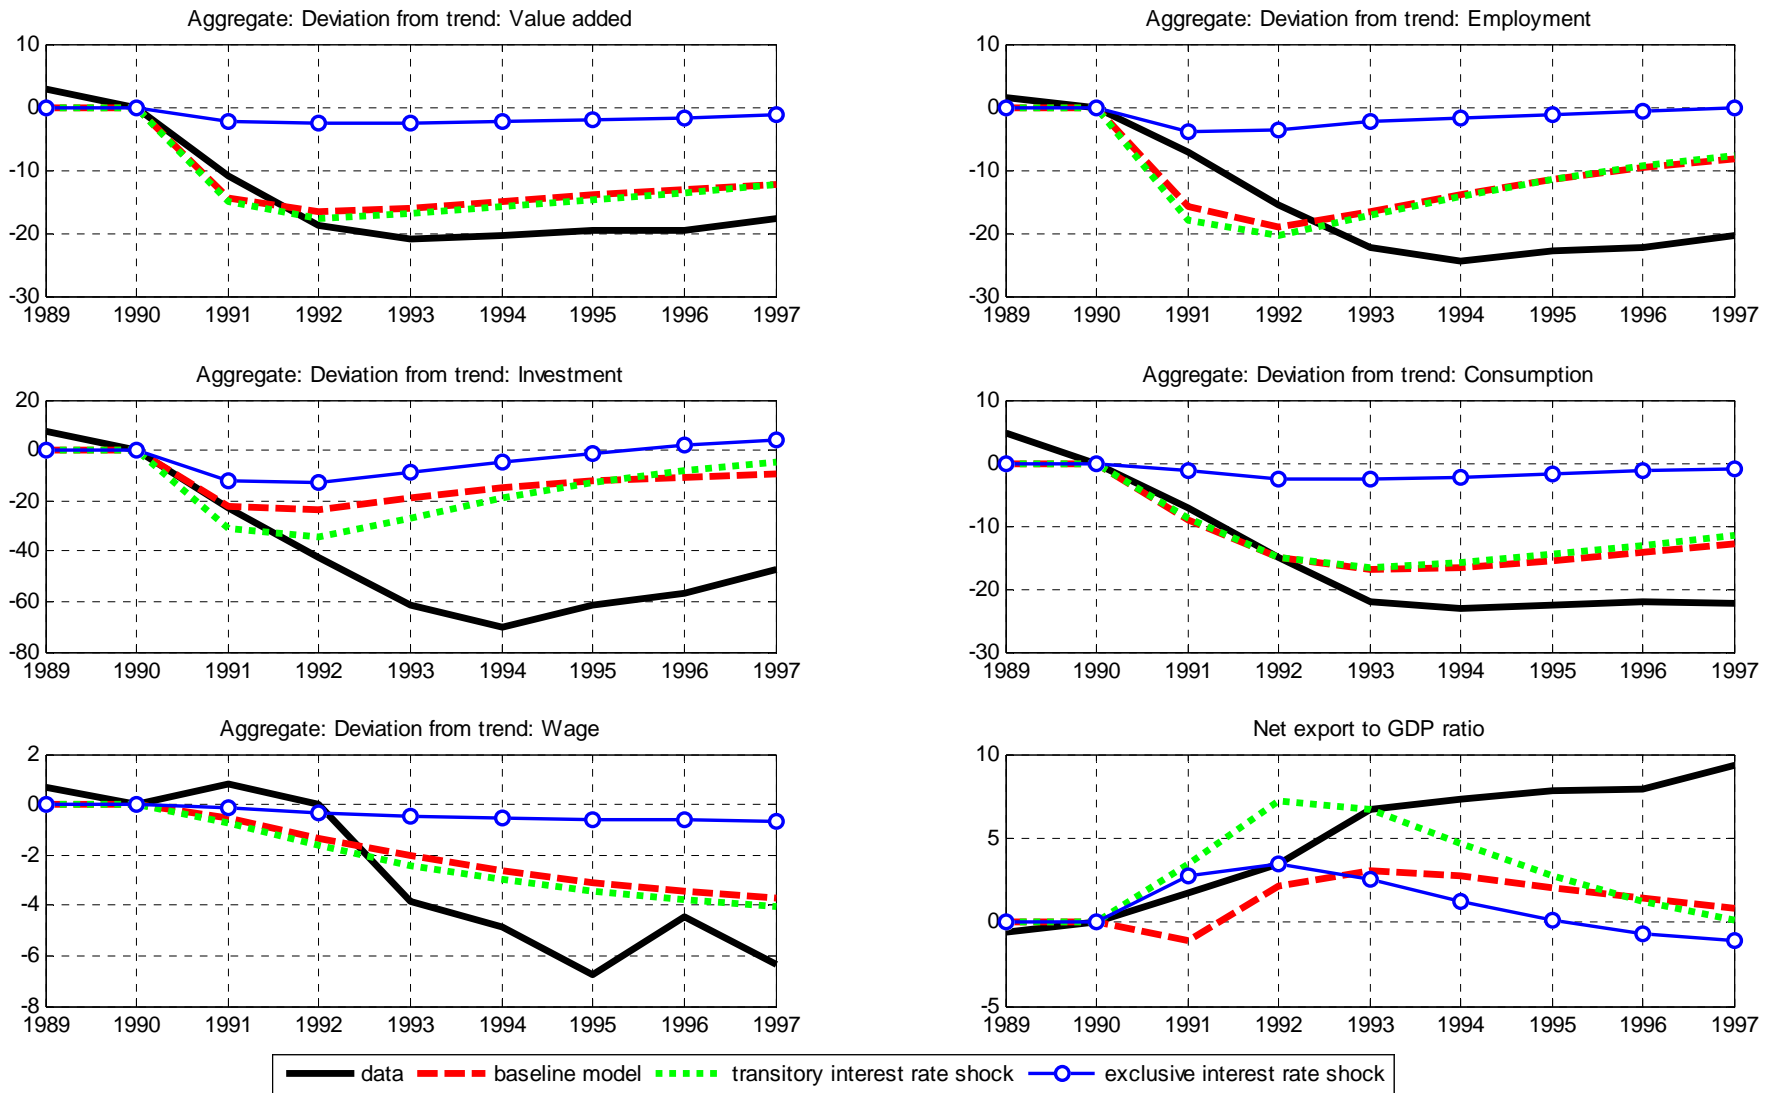 Aggregate: Deviation from trend: Value added
10
0
-10
-20
-30
1989 1990 1991 1992 1993 1994 1995 1996 1997
Aggregate: Deviation from trend: Employment
10
0
-10
-20
-30
1989 1990 1991 1992 1993 1994 1995 1996 1997
Aggregate: Deviation from trend: Investment
20
0
-20
-40
-60
-80
1989 1990 1991 1992 1993 1994 1995 1996 1997
Aggregate: Deviation from trend: Consumption
10
0
-10
-20
-30
1989 1990 1991 1992 1993 1994 1995 1996 1997
Aggregate: Deviation from trend: Wage
2
0
-2
-4
-6
-8
1989 1990 1991 1992 1993 1994 1995 1996 1997
Net export to GDP ratio
10
5
0
-5
1989 1990 1991 1992 1993 1994 1995 1996 1997
data baseline model transitory interest rate shock exclusive interest rate shock